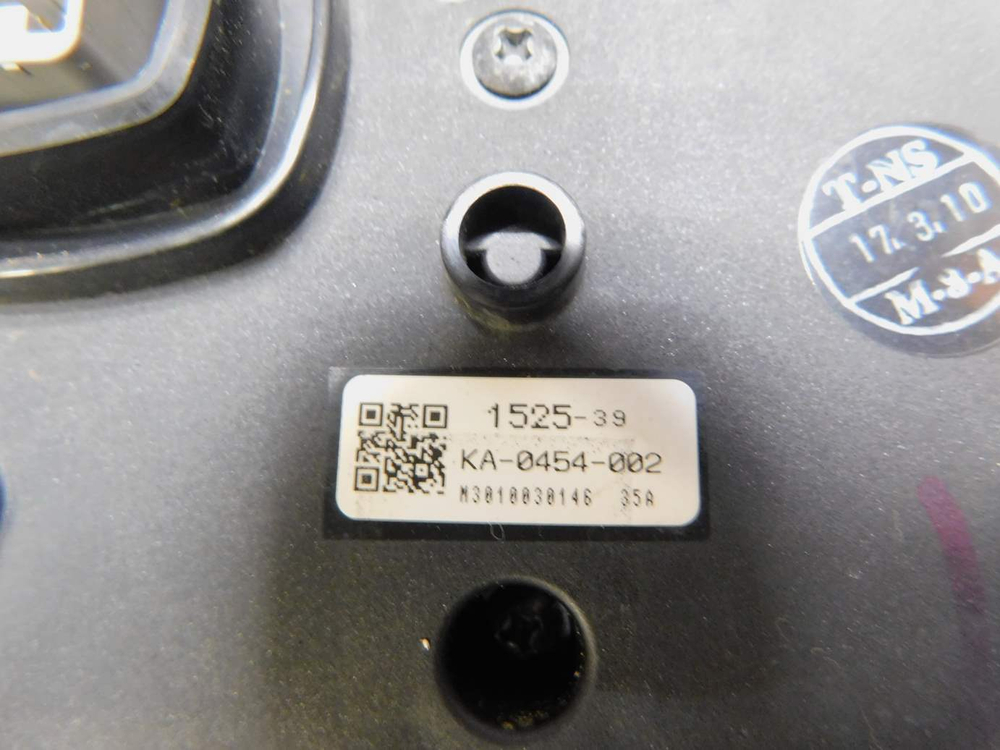 T-NS
17. 3. 10
M·J·A
1525-39
KA-0454-002
M3010030146 35A